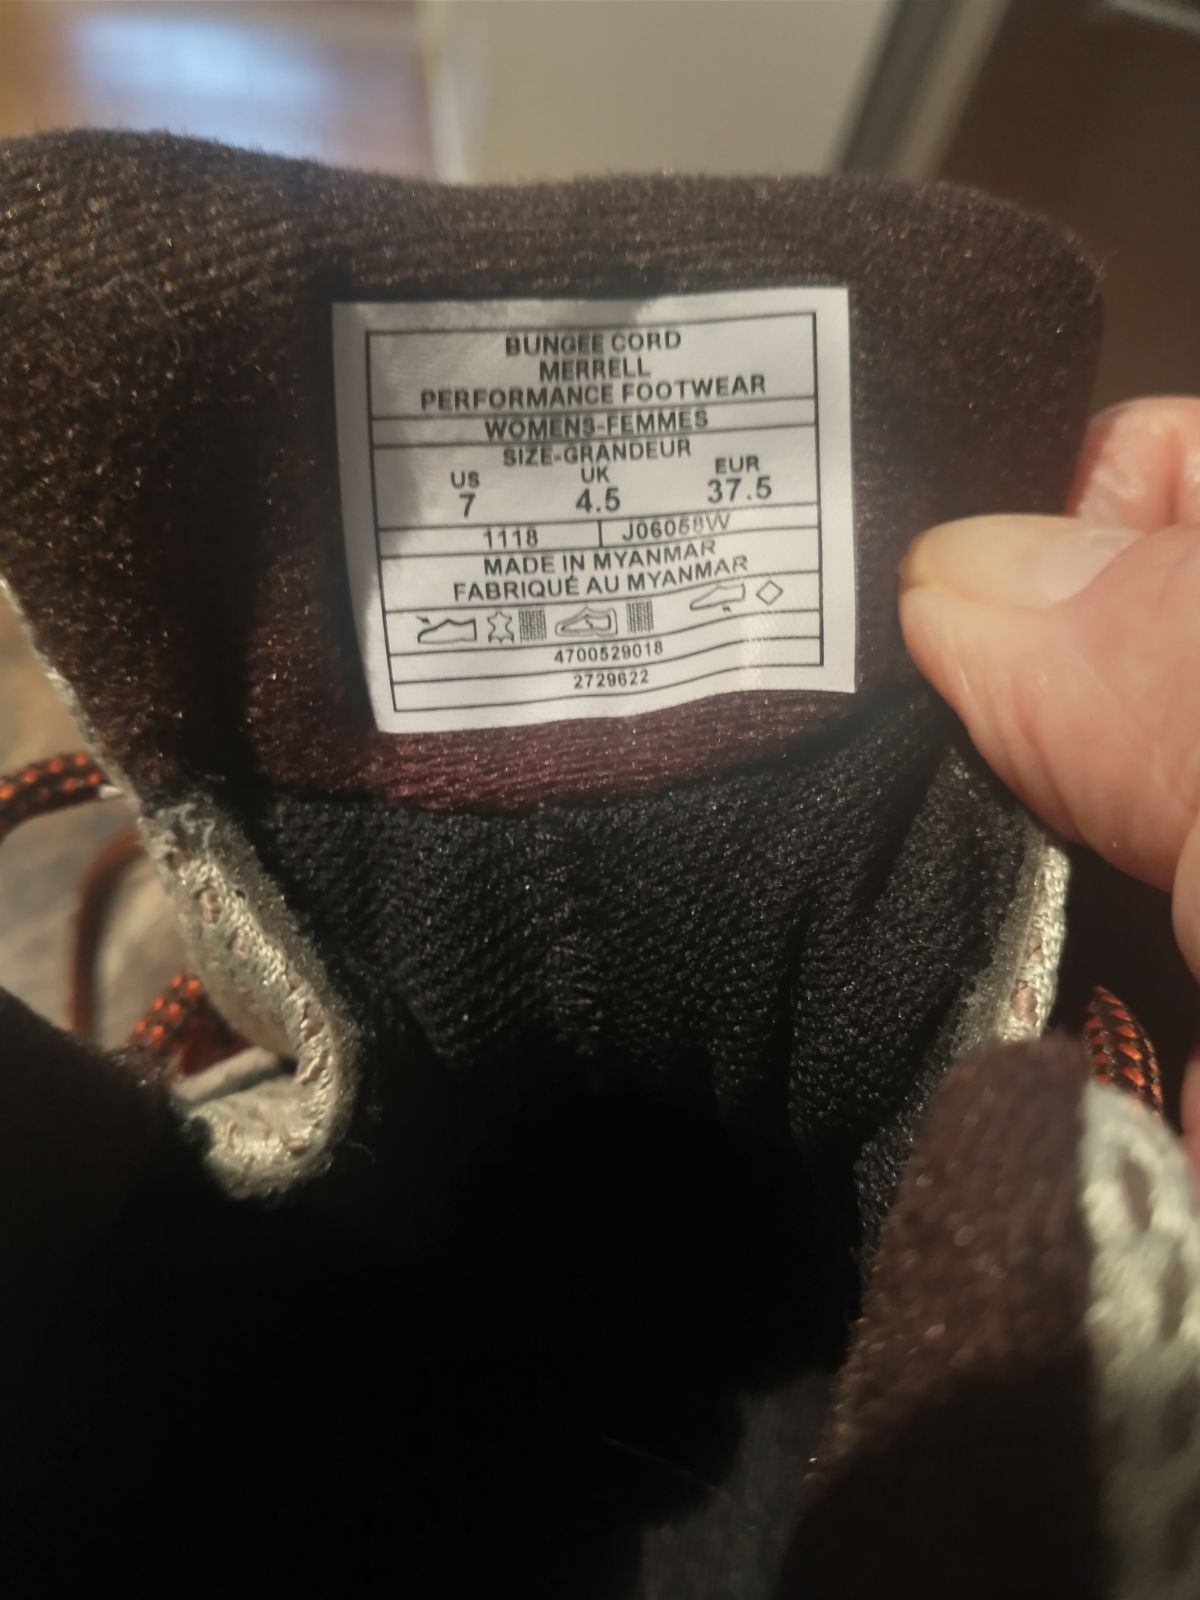 BUNGEE CORD
MERRELL
PERFORMANCE FOOTWEAR
WOMENS-FEMMES
SIZE-GRANDEUR
US UK EUR
7 4.5 37.5
1118 J06058W
MADE IN MYANMAR
FABRIQUÉ AU MYANMAR
4700529018
2729622